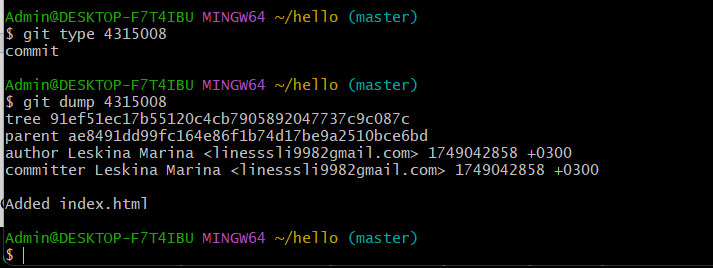 Admin@DESKTOP-F7T4IBU MINGW64 ~/hello (master)
$ git type 4315008
commit
Admin@DESKTOP-F7T4IBU MINGW64 ~/hello (master)
$ git dump 4315008
tree 91ef51ec17b55120c4cb7905892047737c9c087c
parent ae8491dd99fc164e86f1b74d17be9a2510bce6bd
author Leskina Marina <linesssli9982gmail.com> 1749042858 +0300
committer Leskina Marina <linesssli9982gmail.com> 1749042858 +0300
Added index.html
Admin@DESKTOP-F7T4IBU MINGW64 ~/hello (master)
$